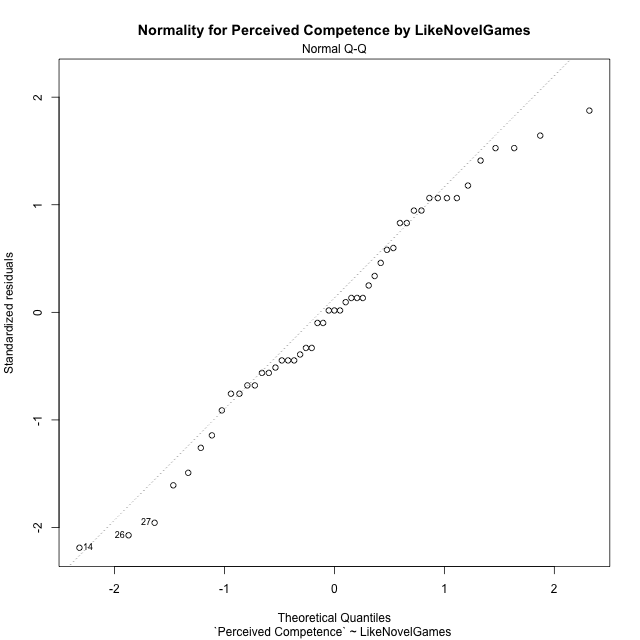 Normality for Perceived Competence by LikeNovelGames
Normal Q-Q
Standardized residuals
2
1
0
-1
-2
27
26
14
-2 -1 0 1 2
Theoretical Quantiles
`Perceived Competence` ~ LikeNovelGames